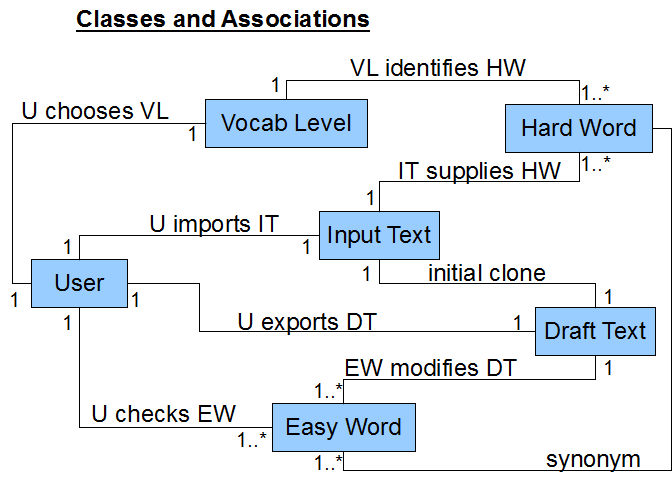 Classes and Associations
VL identifies HW
1
1..*
U chooses VL
1
Vocab Level
Hard Word
1..*
IT supplies HW
1
U imports IT
1
1
Input Text
1
initial clone
User
1
1
1
1
U exports DT
1
Draft Text
1
EW modifies DT
1..*
U checks EW
1..*
Easy Word
1..*
synonym